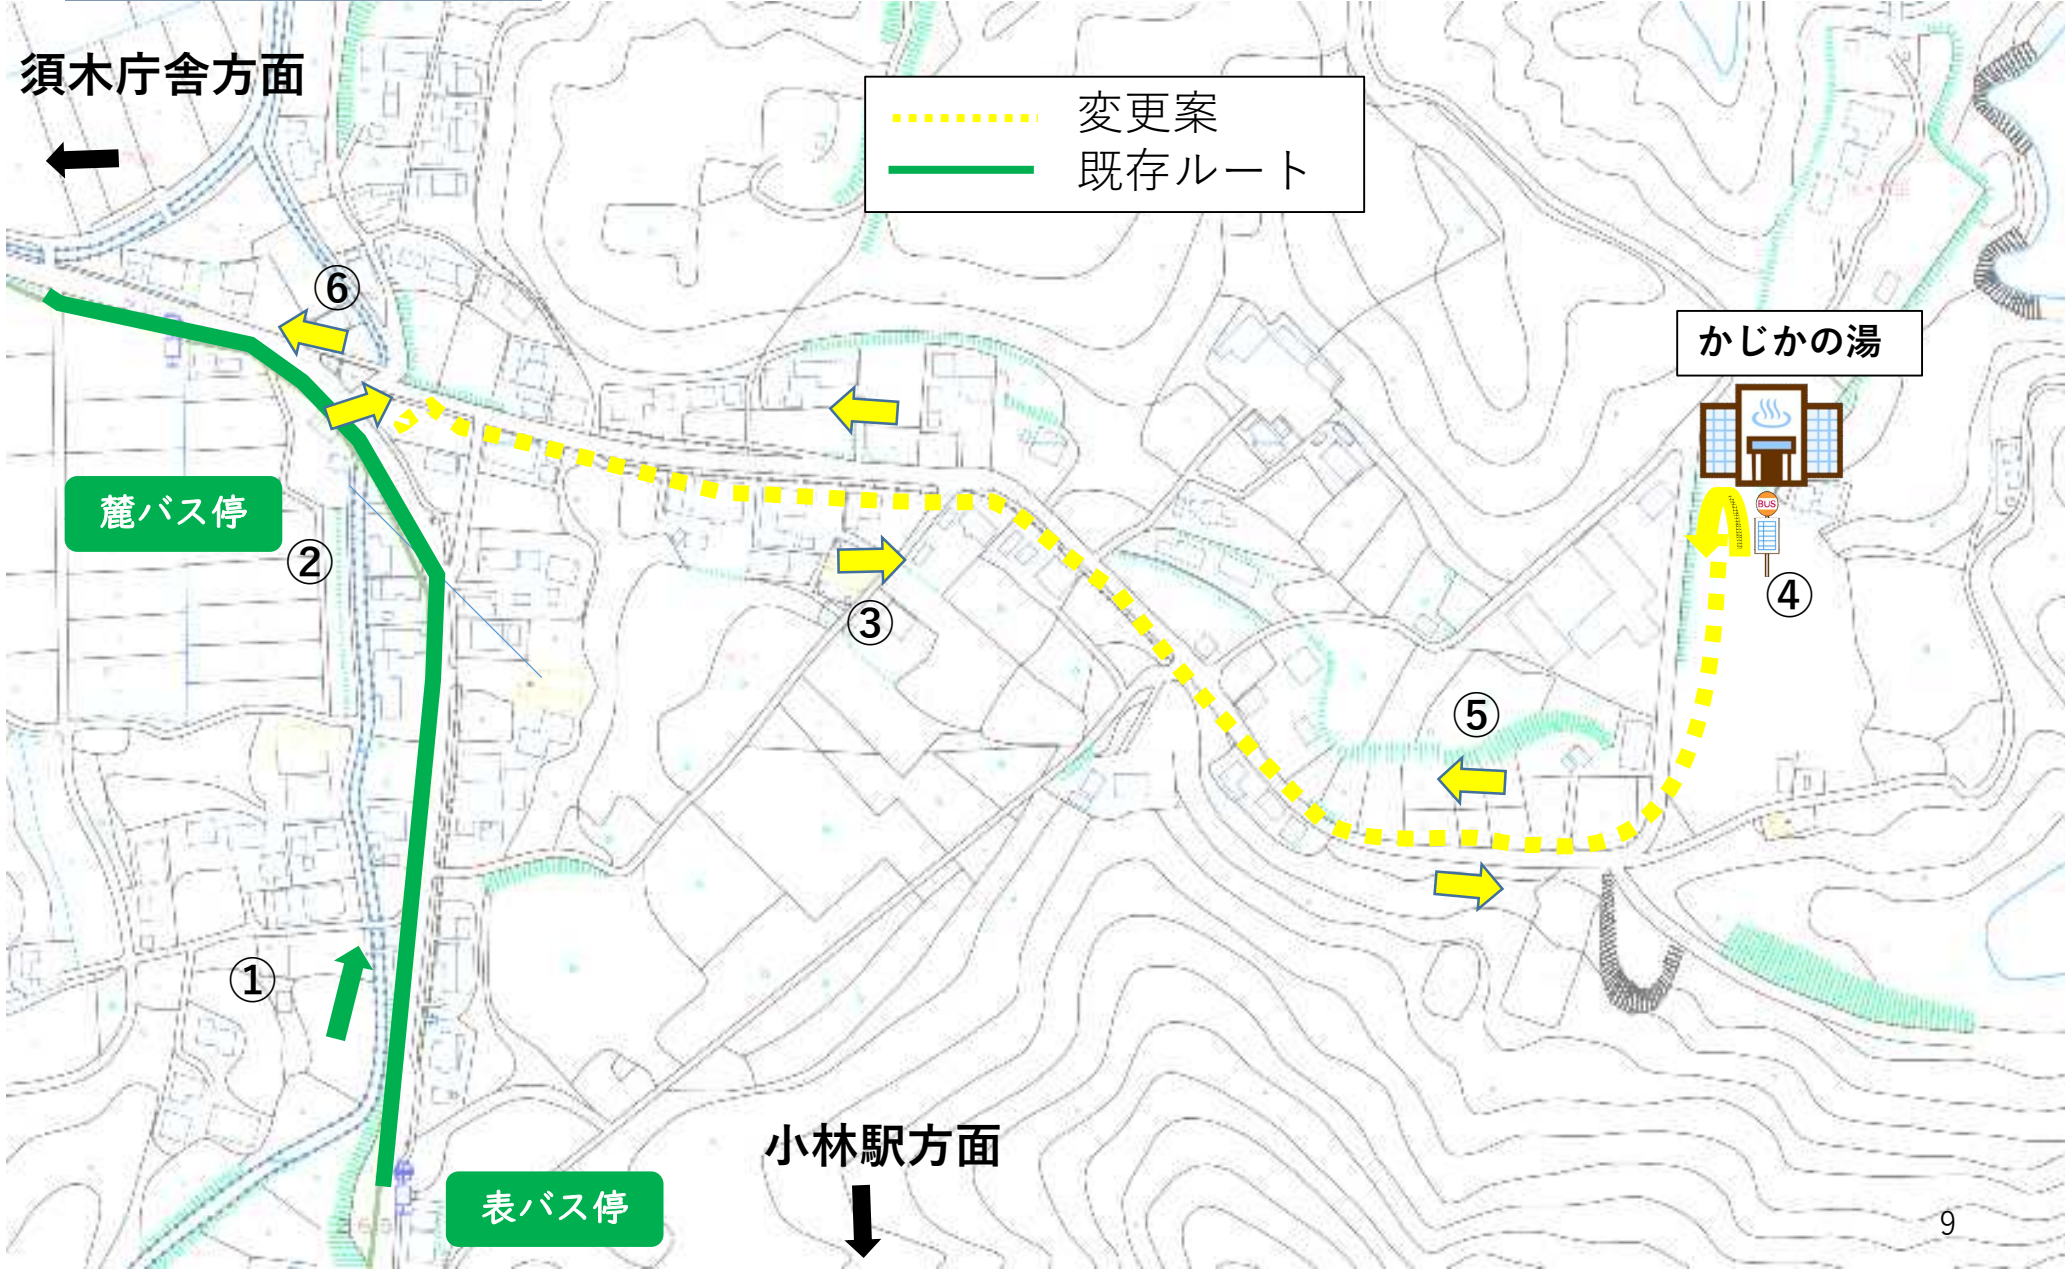 須木庁舎方面
変更案
既存ルート
⑥
かじかの湯
BUS
麓バス停
②
③
④
⑤
①
小林駅方面
表バス停
9